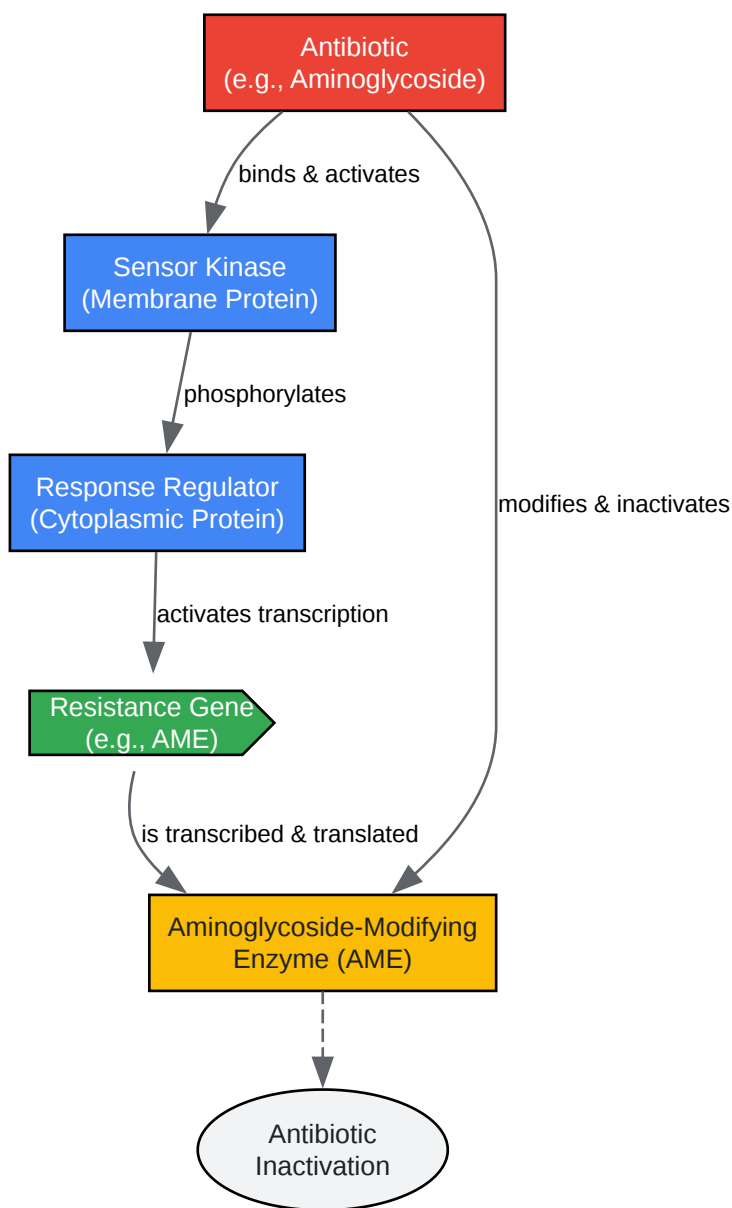 Antibiotic
(e.g., Aminoglycoside)
binds & activates
Sensor Kinase
(Membrane Protein)
phosphorylates
Response Regulator
(Cytoplasmic Protein)
modifies & inactivates
activates transcription
Resistance Gene
(e.g., AME)
is transcribed & translated
Aminoglycoside-Modifying
Enzyme (AME)
Antibiotic
Inactivation